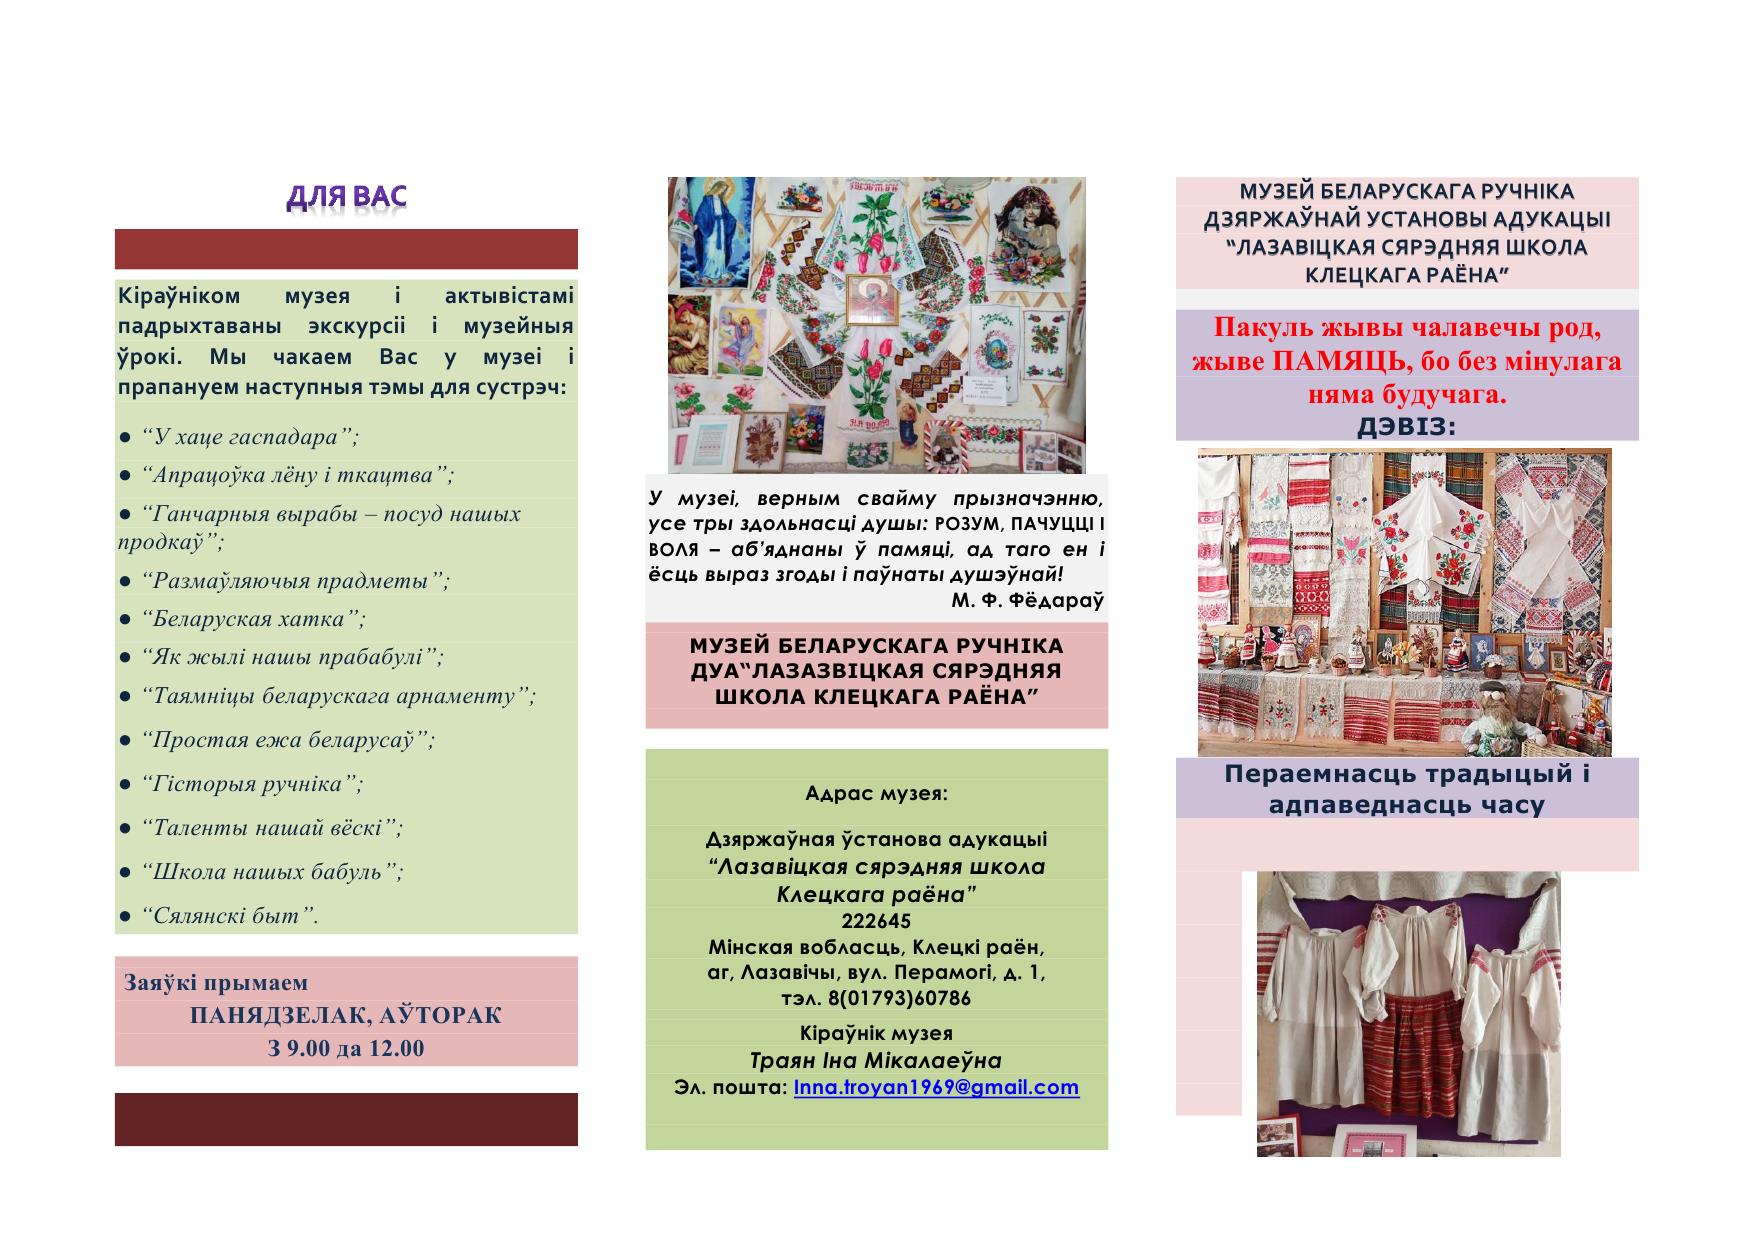 ДЛЯ ВАС
Кіраўніком музея і актывістамі
падрыхтаваны экскурсіі і музейныя
ўрокі. Мы чакаем Вас у музеі і
прапануем наступныя тэмы для сустрэч:
● “У хаце гаспадара”;
● “Апрацоўка лёну і ткацтва”;
● “Ганчарныя вырабы – посуд нашых
продкаў”;
● “Размаўляючыя прадметы”;
● “Беларуская хатка”;
● “Як жылі нашы прабабулі”;
● “Таямніцы беларускага арнаменту”;
● “Простая ежа беларусаў”;
● “Гісторыя ручніка”;
● “Таленты нашай вёскі”;
● “Школа нашых бабуль”;
● “Сялянскі быт”.
Заяўкі прымаем
ПАНЯДЗЕЛАК, АЎТОРАК
З 9.00 да 12.00
У музеі, верным свайму прызначэнню,
усе тры здольнасці душы: РОЗУМ, ПАЧУЦЦІ І
ВОЛЯ – аб’яднаны ў памяці, ад таго ен і
ёсць выраз згоды і паўнаты душэўнай!
М. Ф. Фёдараў
МУЗЕЙ БЕЛАРУСКАГА РУЧНІКА
ДУА“ЛАЗАЗВІЦКАЯ СЯРЭДНЯЯ
ШКОЛА КЛЕЦКАГА РАЁНА”
Адрас музея:
Дзяржаўная ўстанова адукацыі
“Лазавіцкая сярэдняя школа
Клецкага раёна”
222645
Мінская вобласць, Клецкі раён,
аг, Лазавічы, вул. Перамогі, д. 1,
тэл. 8(01793)60786
Кіраўнік музея
Траян Іна Мікалаеўна
Эл. пошта: Inna.troyan1969@gmail.com
МУЗЕЙ БЕЛАРУСКАГА РУЧНІКА
ДЗЯРЖАЎНАЙ УСТАНОВЫ АДУКАЦЫІ
“ЛАЗАВІЦКАЯ СЯРЭДНЯЯ ШКОЛА
КЛЕЦКАГА РАЁНА”
Пакуль жывы чалавечы род,
жыве ПАМЯЦЬ, бо без мінулага
няма будучага.
ДЭВІЗ:
Пераемнасць традыцый і
адпаведнасць часу